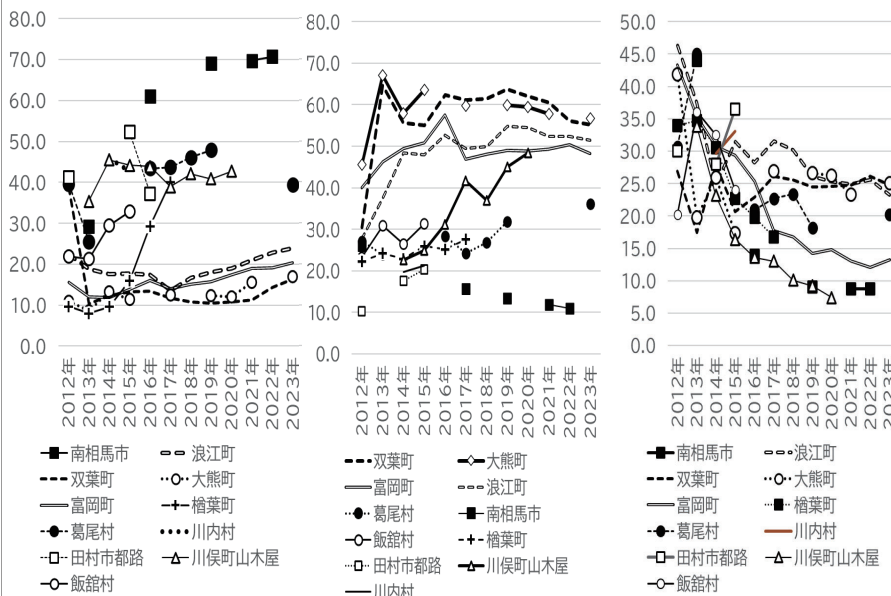 80.0
70.0
60.0
50.0
40.0
30.0
20.0
10.0
0.0
2012年
2013年
2014年
2015年
2016年
2017年
2018年
2019年
2020年
2021年
2022年
2023年
南相馬市
浪江町
双葉町
大熊町
富岡町
楢葉町
葛尾村
川内村
田村市都路
川俣町山木屋
飯舘村
80.0
70.0
60.0
50.0
40.0
30.0
20.0
10.0
0.0
2012年
2013年
2014年
2015年
2016年
2017年
2018年
2019年
2020年
2021年
2022年
2023年
双葉町
大熊町
富岡町
浪江町
葛尾村
南相馬市
飯舘村
楢葉町
田村市都路
川俣町山木屋
川内村
50.0
45.0
40.0
35.0
30.0
25.0
20.0
15.0
10.0
5.0
0.0
2012年
2013年
2014年
2015年
2016年
2017年
2018年
2019年
2020年
2021年
2022年
2023年
南相馬市
浪江町
双葉町
大熊町
富岡町
楢葉町
葛尾村
川内村
田村市都路
川俣町山木屋
飯舘村